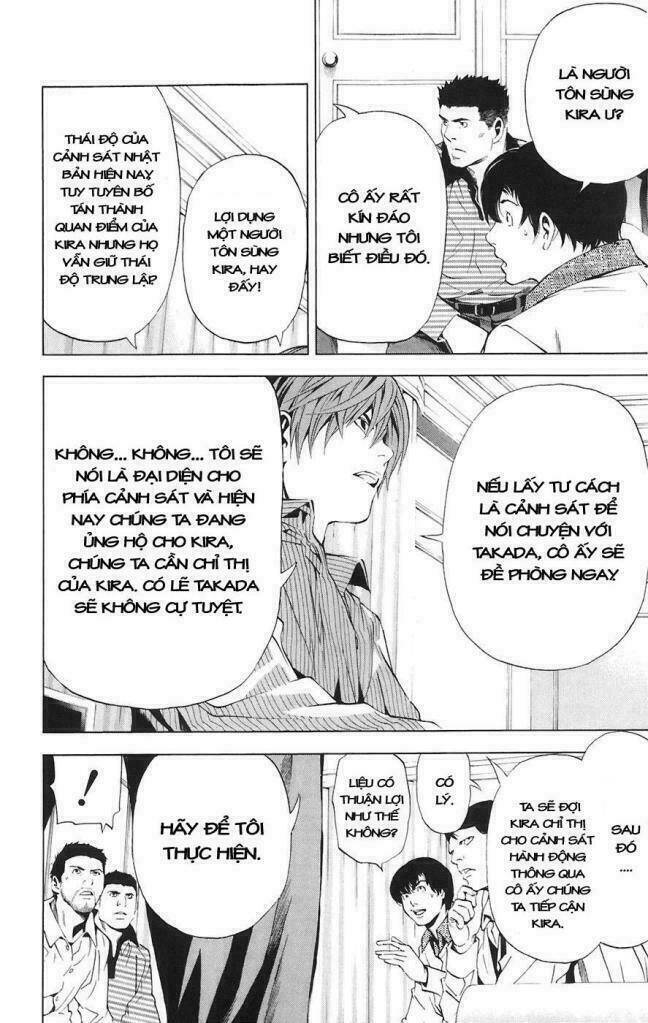 LÀ NGƯỜI
TÔN SÙNG
KIRA Ư?
CÔ ẤY RẤT
KÍN ĐÁO
NHƯNG TÔI
BIẾT ĐIỀU ĐÓ.
LỢI DỤNG
MỘT NGƯỜI
TÔN SÙNG
KIRA, HAY
ĐẤY!
THÁI ĐỘ CỦA
CẢNH SÁT NHẬT
BẢN HIỆN NAY.
TUY TUYÊN BỐ
TÁN THÀNH
QUAN ĐIỂM CỦA
KIRA NHƯNG HỌ
VẪN GIỮ THÁI
ĐỘ TRUNG LẬP?
NẾU LẤY TƯ CÁCH
LÀ CẢNH SÁT ĐỂ
NÓI CHUYỆN VỚI
TAKADA, CÔ ẤY SẼ
ĐỀ PHÒNG NGAY.
KHÔNG... KHÔNG... TÔI SẼ
NÓI LÀ ĐẠI DIỆN CHO
PHÍA CẢNH SÁT VÀ HIỆN
NAY CHÚNG TA ĐANG
ỦNG HỘ CHO KIRA,
CHÚNG TA CẦN CHỈ THỊ
CỦA KIRA. CÓ LẼ TAKADA
SẼ KHÔNG CỰ TUYỆT.
SAU
ĐÓ
....
TA SẼ ĐỢI
KIRA CHỈ THỊ
CHO CẢNH SÁT
HÀNH ĐỘNG
THÔNG QUA
CÔ ẤY CHÚNG
TA TIẾP CẬN
KIRA.
CÓ
LÝ.
LIỆU CÓ
THUẬN LỢI
NHƯ THẾ
KHÔNG?
HÃY ĐỂ TÔI
THỰC HIỆN.
!